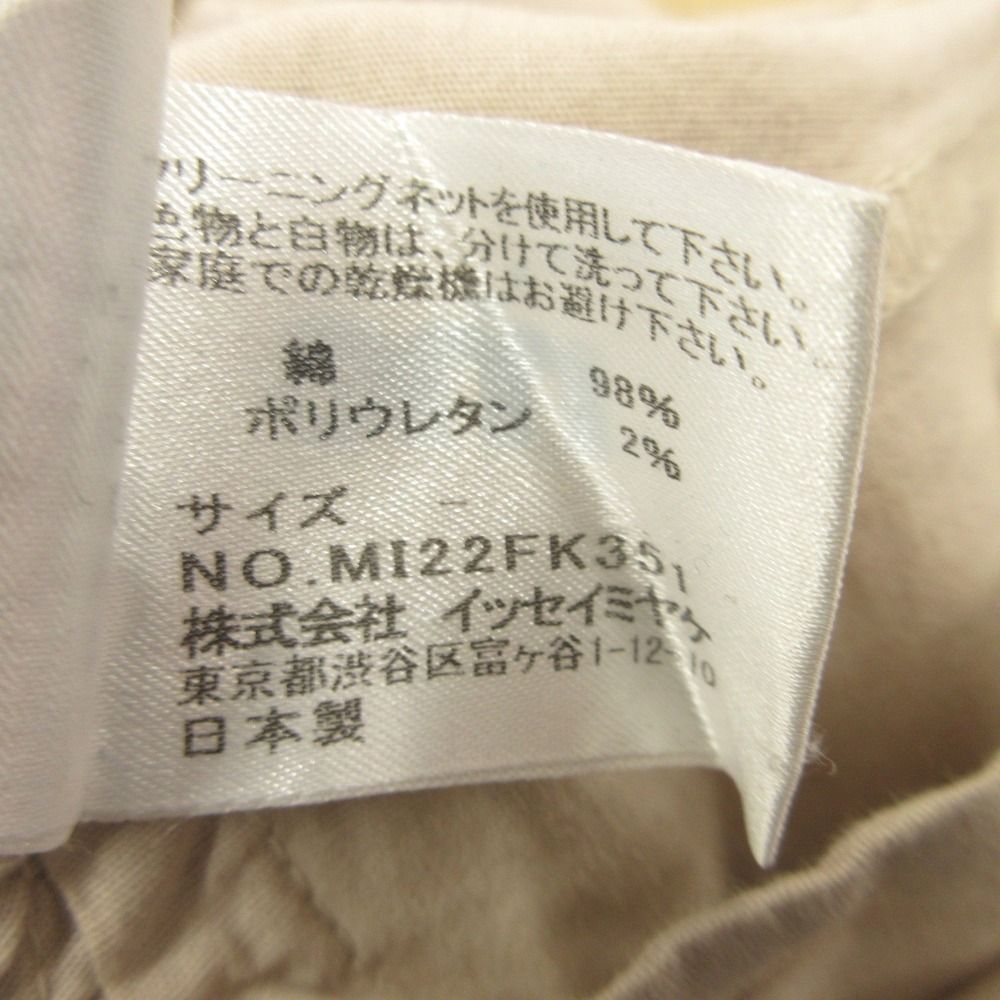 クリーニングネットを使用して下さい。
色物と白物は、分けて洗って下さい。
家庭での乾燥機はお避け下さい。
綿 98%
ポリウレタン 2%
サイズ -
NO.MI22FK351
株式会社 イッセイミヤケ
東京都渋谷区富ヶ谷1-12-10
日本製